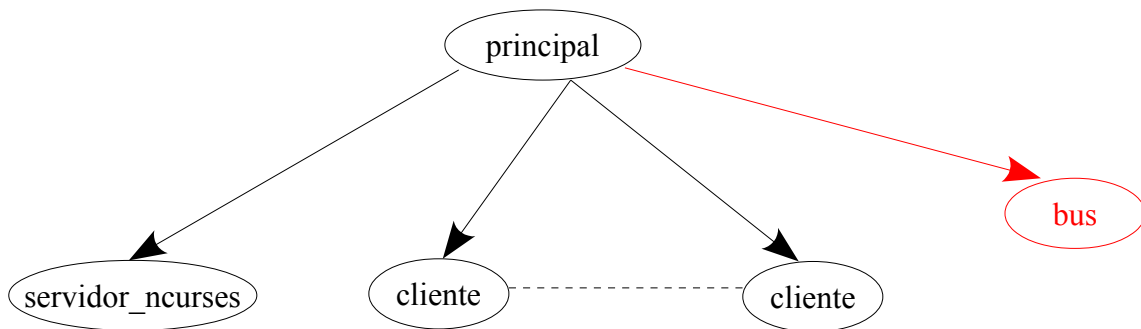 principal
bus
servidor_ncurses
cliente
cliente